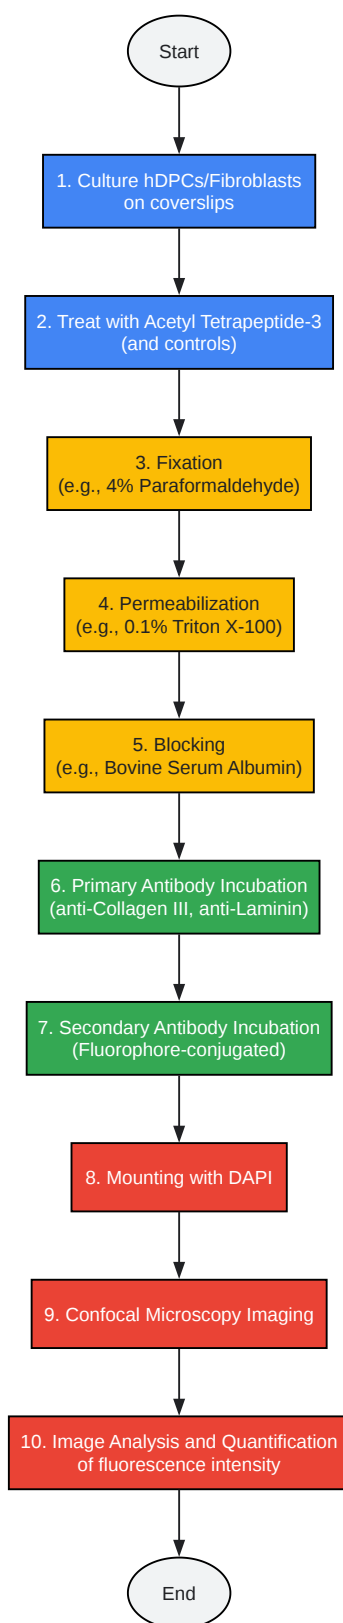 Start
1. Culture hDPCs/Fibroblasts
on coverslips
2. Treat with Acetyl Tetrapeptide-3
(and controls)
3. Fixation
(e.g., 4% Paraformaldehyde)
4. Permeabilization
(e.g., 0.1% Triton X-100)
5. Blocking
(e.g., Bovine Serum Albumin)
6. Primary Antibody Incubation
(anti-Collagen III, anti-Laminin)
7. Secondary Antibody Incubation
(Fluorophore-conjugated)
8. Mounting with DAPI
9. Confocal Microscopy Imaging
10. Image Analysis and Quantification
of fluorescence intensity
End